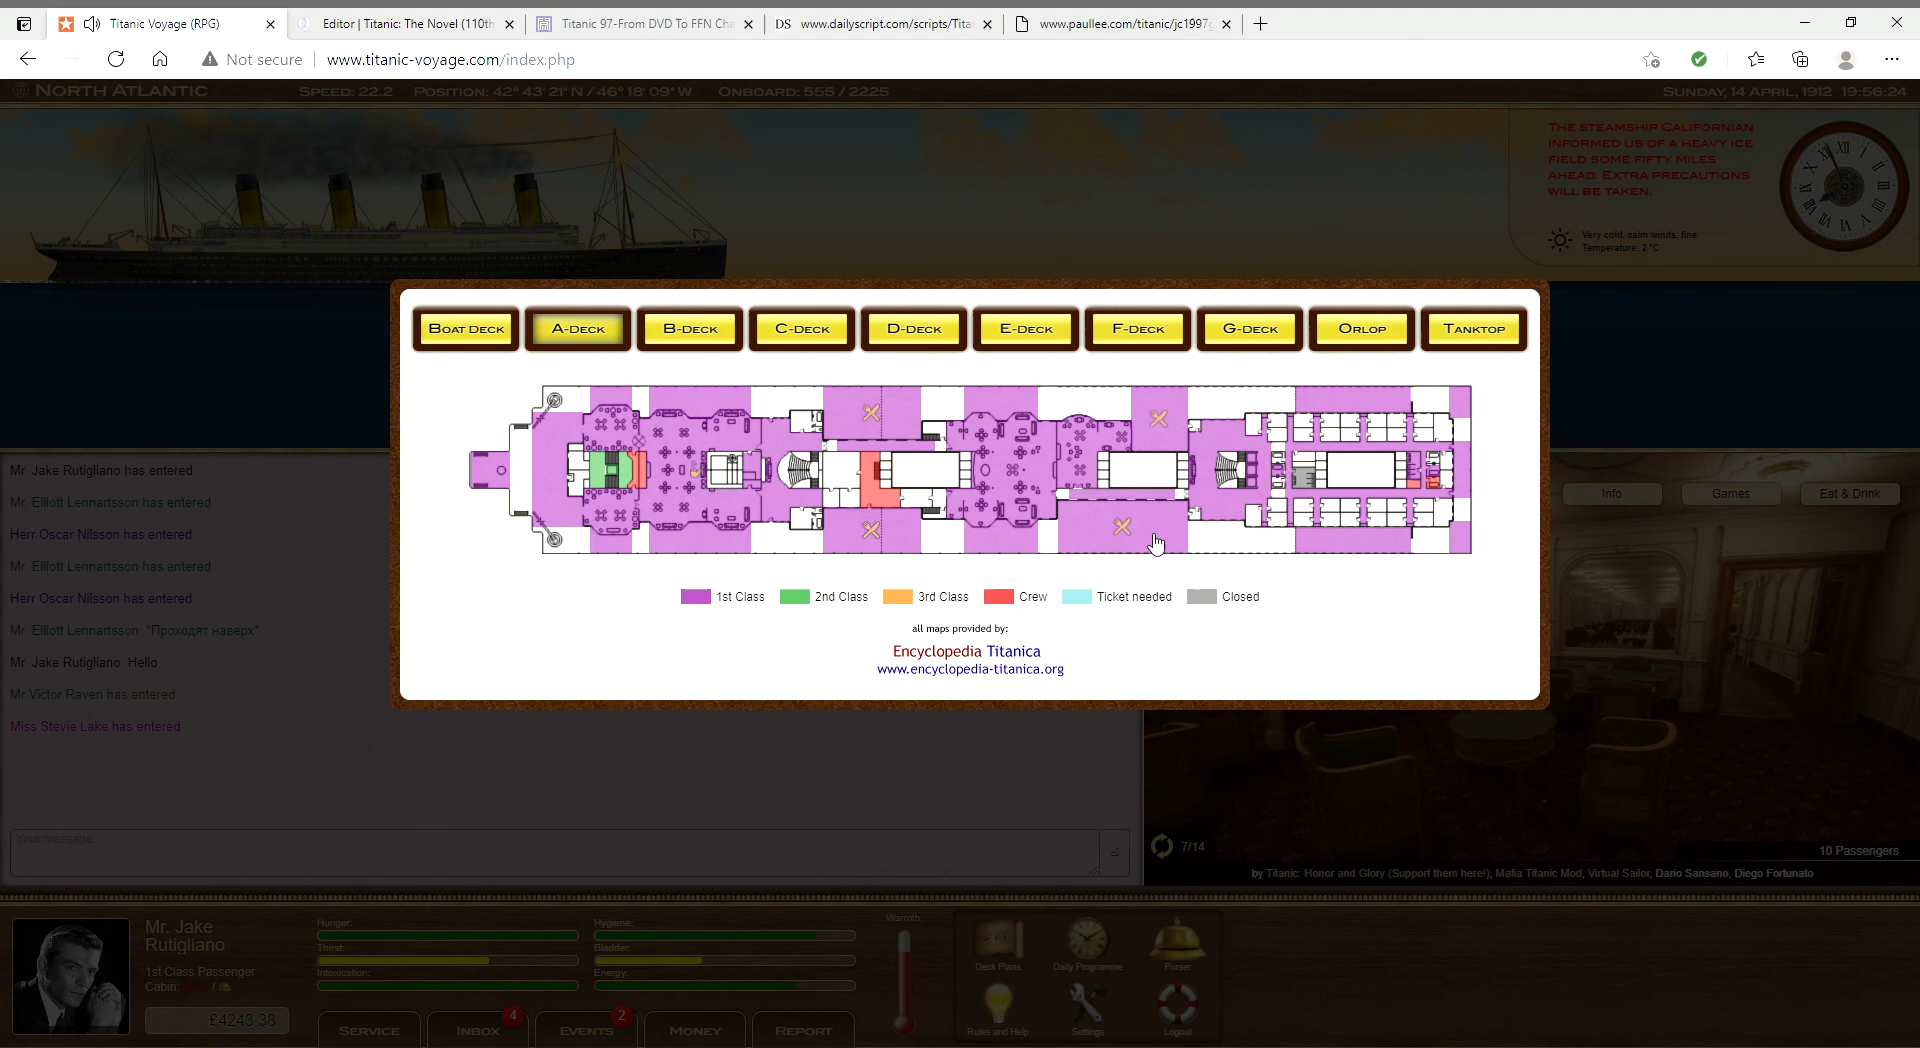 Titanic Voyage (RPG)
Editor | Titanic: The Novel (110th
Titanic 97-From DVD To FFN Cha
DS www.dailyscript.com/scripts/Tita
www.paullee.com/titanic/jc1997
Not secure www.titanic-voyage.com/index.php
North Atlantic Speed: 22.2 Position: 42° 43' 21" N / 46° 18' 09" W Onboard: 555 / 2225 Sunday, 14 April, 1912 19:56:24
The steamship Californian
informed us of a heavy ice
field some fifty miles
ahead. Extra precautions
will be taken.
Very cold, calm winds, fine
Temperature: 2 °C
Boat Deck A-Deck B-Deck C-Deck D-Deck E-Deck F-Deck G-Deck Orlop Tanktop
1st Class 2nd Class 3rd Class Crew Ticket needed Closed
all maps provided by:
Encyclopedia Titanica
www.encyclopedia-titanica.org
Mr. Jake Rutigliano has entered
Mr. Elliott Lennartsson has entered
Herr Oscar Nilsson has entered
Mr. Elliott Lennartsson has entered
Herr Oscar Nilsson has entered
Mr. Elliott Lennartsson: *Проходят наверх*
Mr. Jake Rutigliano: Hello.
Mr Victor Raven has entered
Miss Stevie Lake has entered
Your message...
Info Games Eat & Drink
7/14
10 Passengers
by Titanic: Honor and Glory (Support them here!), Mafia Titanic Mod, Virtual Sailor, Dario Sansano, Diego Fortunato
Mr. Jake
Rutigliano
1st Class Passenger
Cabin: /
£4243.38
Hunger:
Thirst:
Intoxication:
Hygiene:
Bladder:
Energy:
Warmth:
Service Inbox 4 Events 2 Money Report
Deck Plans Daily Programme Purser
Rules and Help Settings Logout